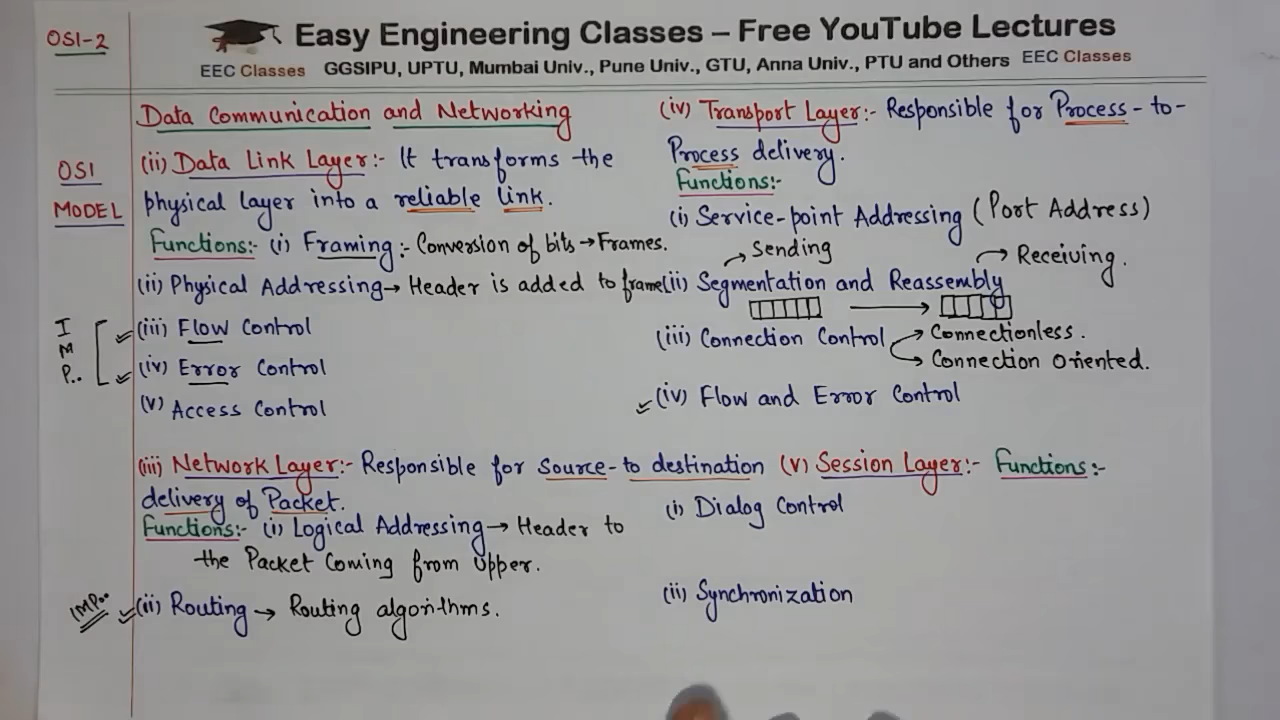 OSI-2
Easy Engineering Classes – Free YouTube Lectures
EEC Classes GGSIPU, UPTU, Mumbai Univ., Pune Univ., GTU, Anna Univ., PTU and Others EEC Classes
OSI
MODEL
Data Communication and Networking
(ii) Data Link Layer:- It transforms the
physical layer into a reliable link.
Functions:- (i) Framing:- Conversion of bits → Frames.
(ii) Physical Addressing → Header is added to frame
IMP..
(iii) Flow Control
(iv) Error Control
(v) Access Control
(iii) Network Layer:- Responsible for Source-to destination
delivery of Packet.
Functions:- (i) Logical Addressing → Header to
the Packet Coming from Upper.
IMP..
(ii) Routing → Routing algorithms.
(iv) Transport Layer:- Responsible for Process-to-
Process delivery.
Functions:-
(i) Service-point Addressing (Port Address)
→ Sending
→ Receiving.
(ii) Segmentation and Reassembly
(iii) Connection Control → Connectionless.
→ Connection Oriented.
(iv) Flow and Error Control
(v) Session Layer:- Functions:-
(i) Dialog Control
(ii) Synchronization